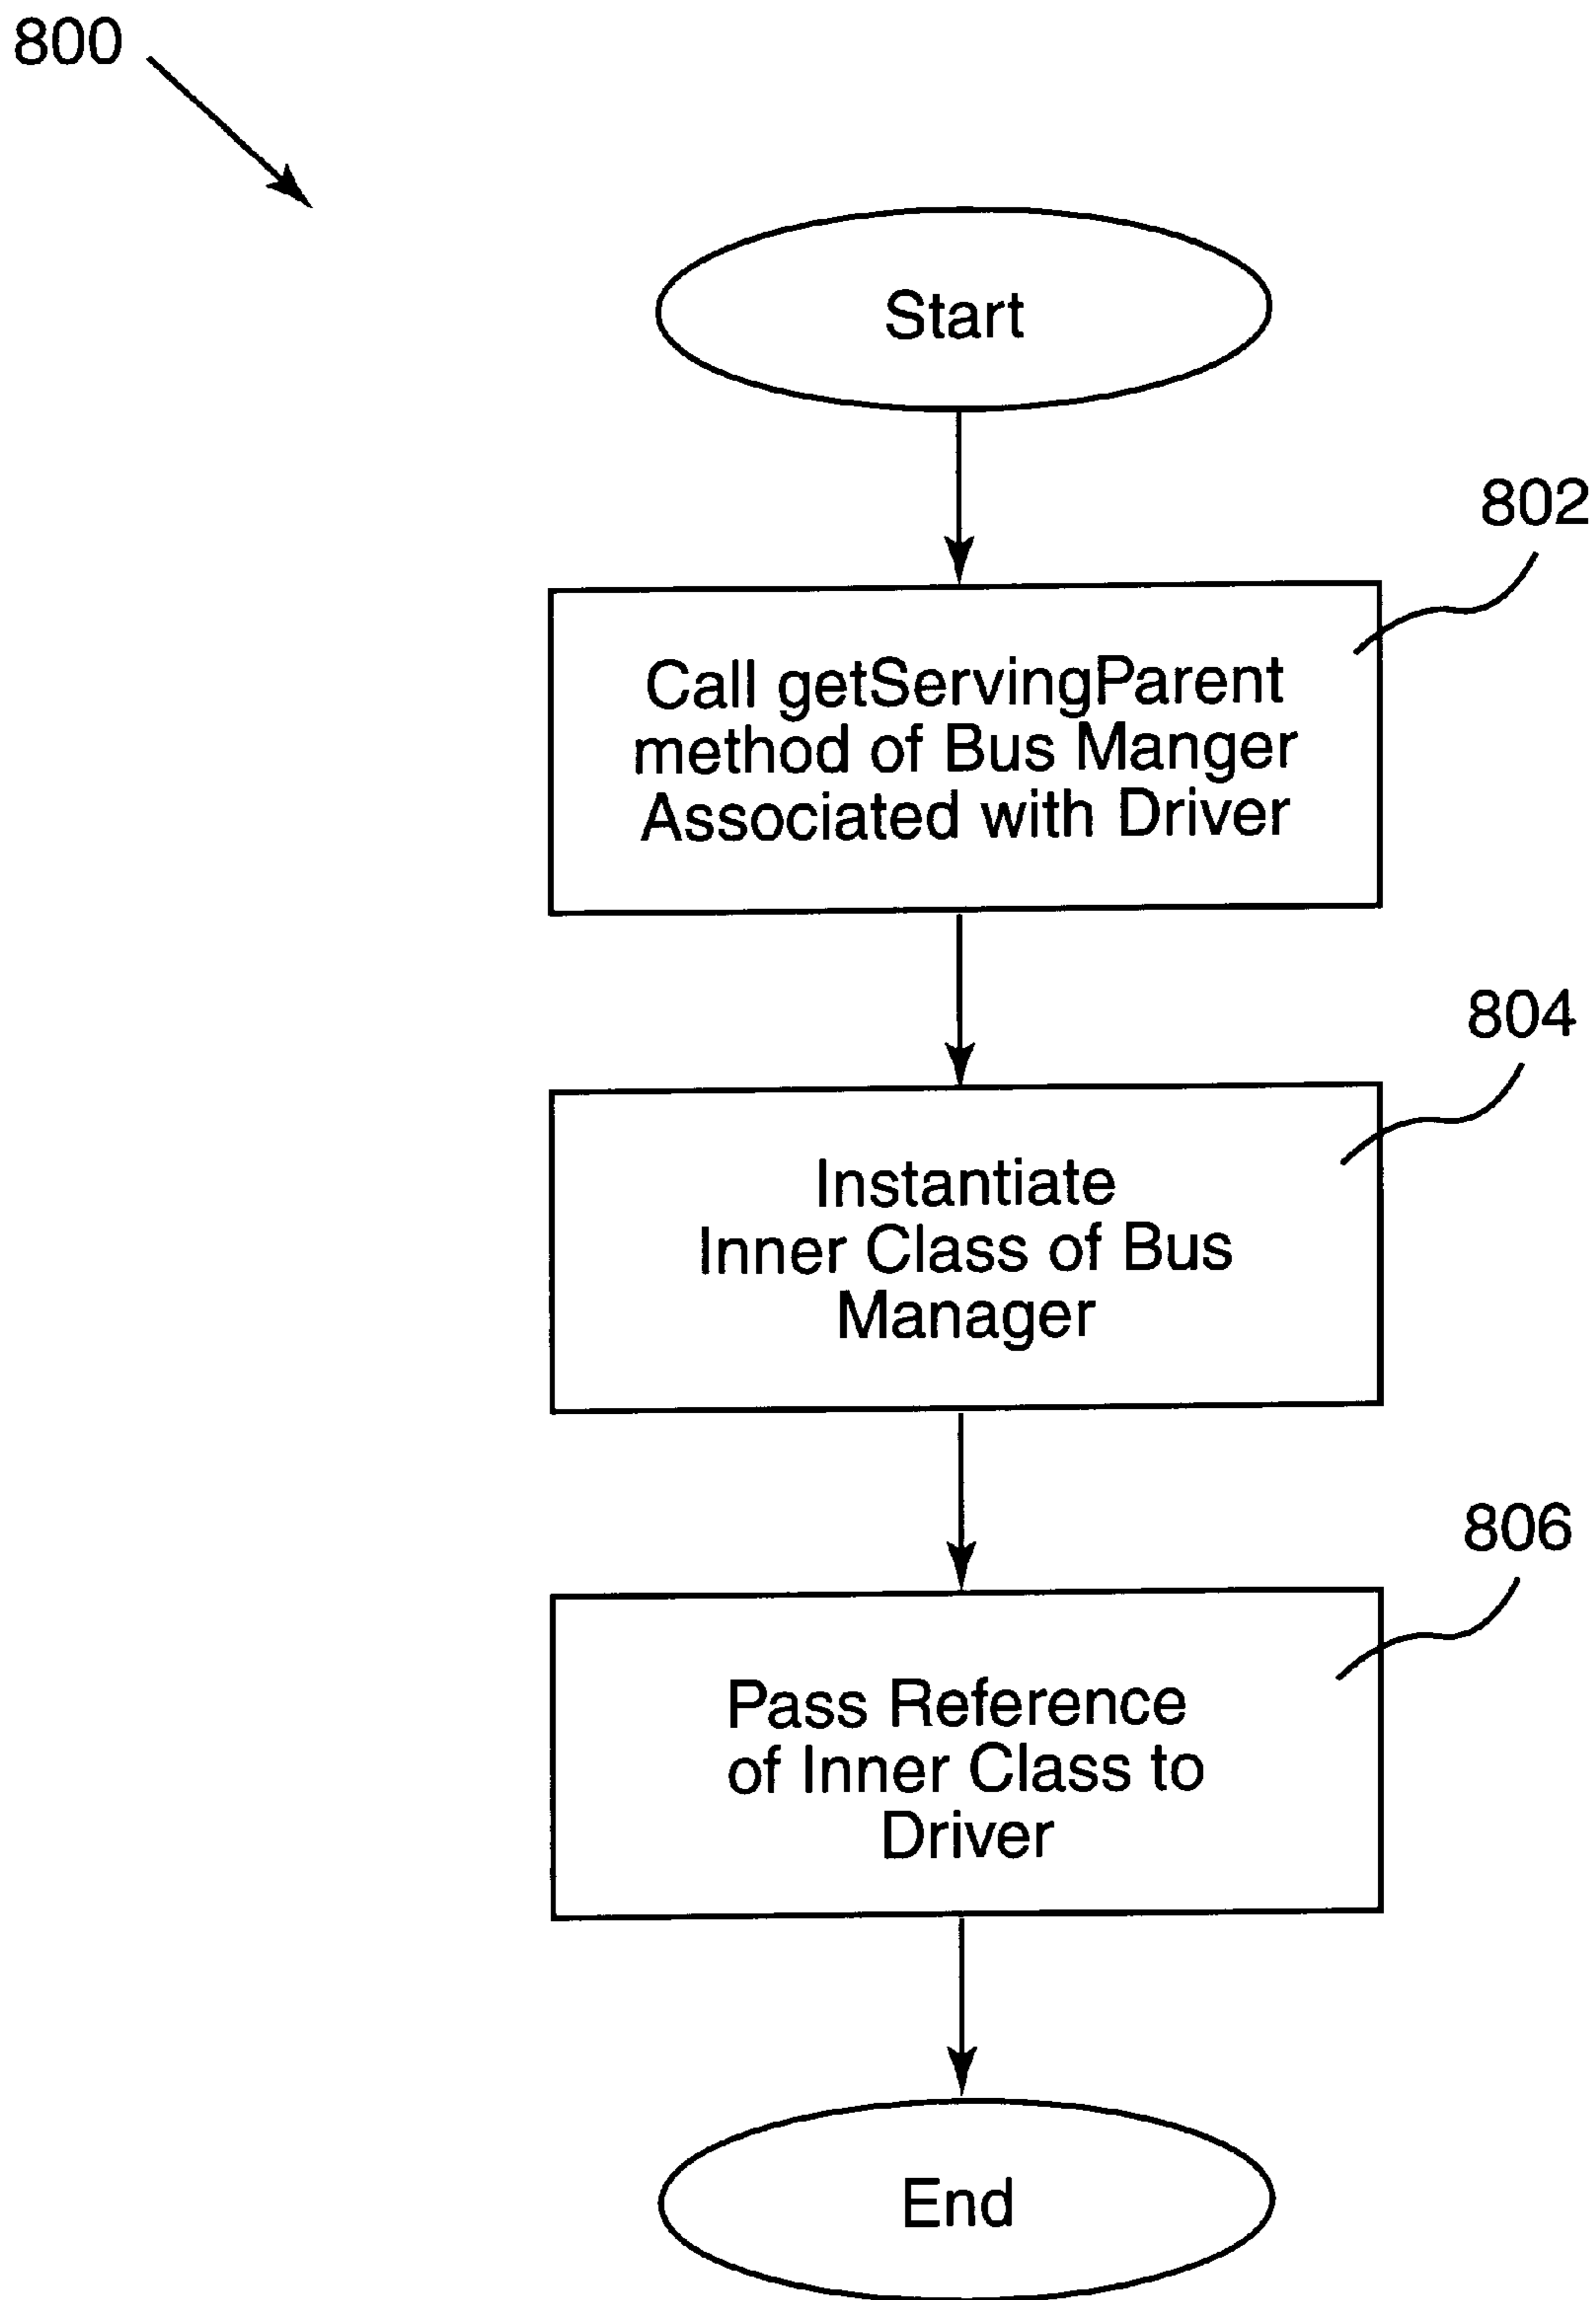 800
Start
802
Call getServingParent
method of Bus Manger
Associated with Driver
804
Instantiate
Inner Class of Bus
Manager
806
Pass Reference
of Inner Class to
Driver
End